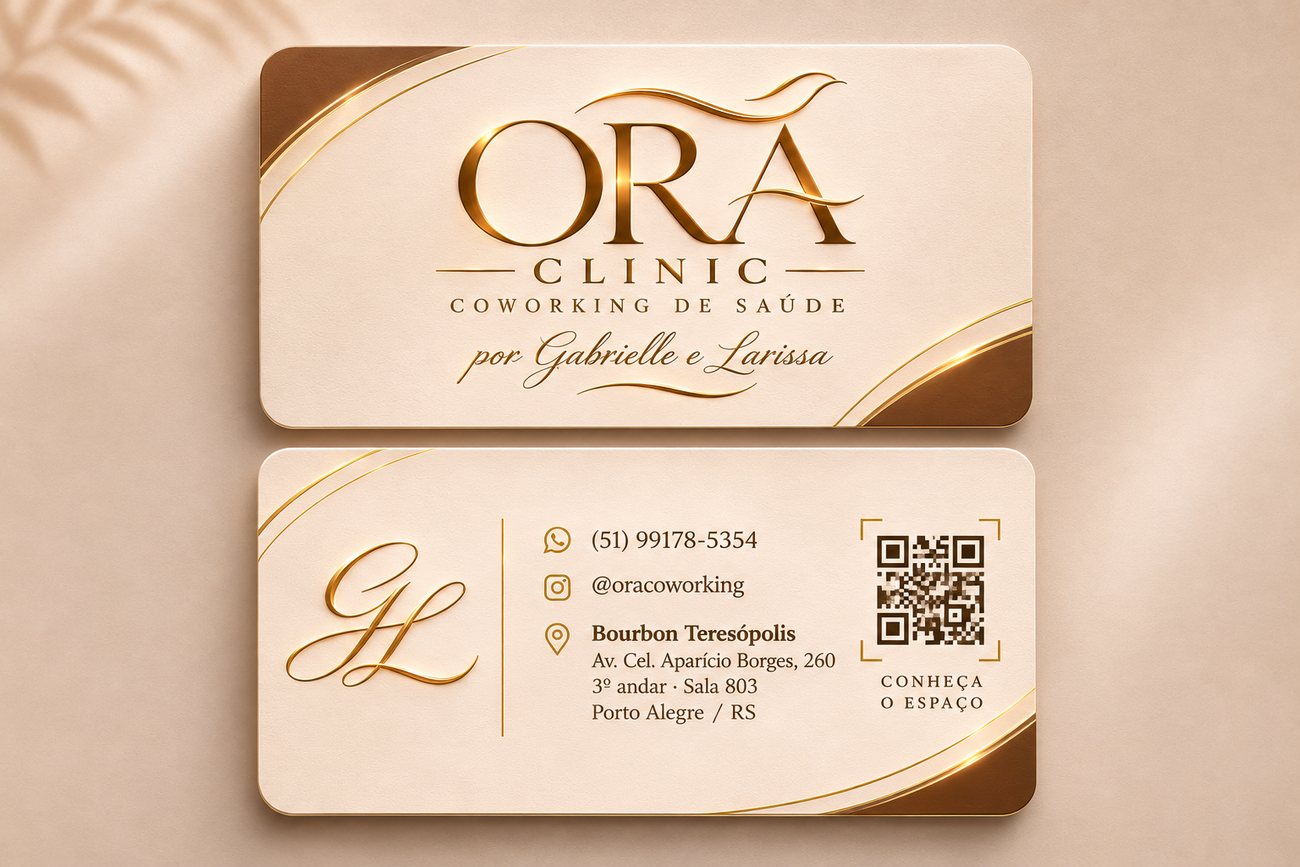 ORA
CLINIC
COWORKING DE SAÚDE
por Gabrielle e Larissa
GL
(51) 99178-5354
@oracoworking
Bourbon Teresópolis
Av. Cel. Aparício Borges, 260
3º andar · Sala 803
Porto Alegre / RS
CONHEÇA
O ESPAÇO